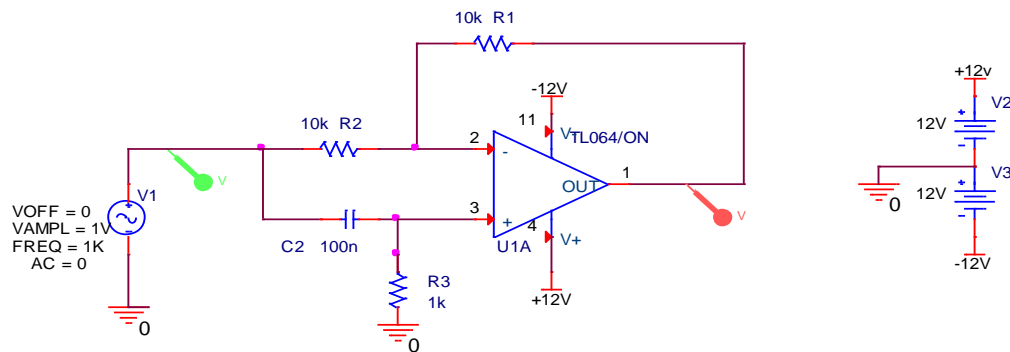 10k R1
-12V
+12v
11
V-
TL064/ON
V2
12V
10k R2
2
-
V
V1
V3
12V
OUT
1
V
0
VOFF = 0
VAMPL = 1V
FREQ = 1K
AC = 0
3
+
4
V+
U1A
C2 100n
R3
1k
-12V
+12V
0
0